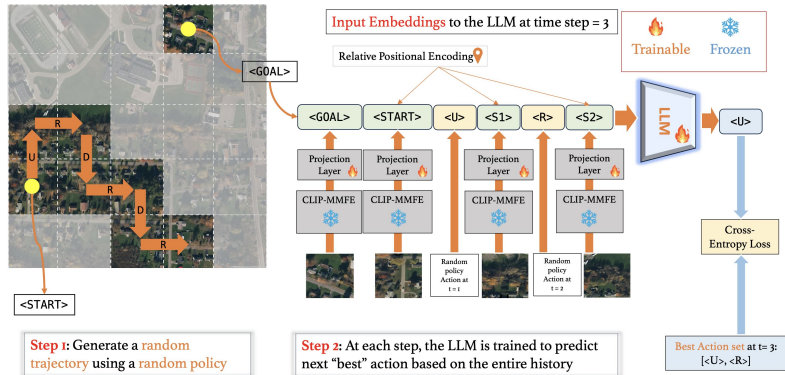 Input Embeddings to the LLM at time step = 3
Trainable
Frozen
Relative Positional Encoding
<GOAL>
<GOAL>
<START>
<U>
<S1>
<R>
<S2>
LLM
<U>
Projection
Layer
Projection
Layer
Projection
Layer
Projection
Layer
CLIP-MMFE
CLIP-MMFE
CLIP-MMFE
CLIP-MMFE
Random
policy
Action at
t = 1
Random
policy
Action at
t = 2
R
U
D
R
D
R
<START>
Cross-
Entropy Loss
Best Action set at t= 3:
[<U>, <R>]
Step 1: Generate a random
trajectory using a random policy
Step 2: At each step, the LLM is trained to predict
next “best” action based on the entire history